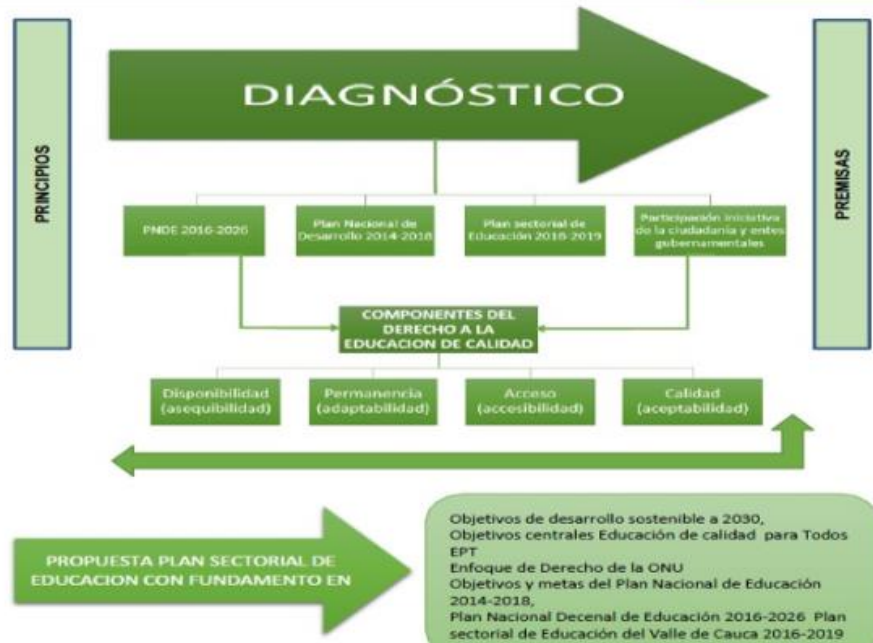 PRINCIPIOS
DIAGNÓSTICO
PREMISAS
PNDE 2016-2026
Plan Nacional de
Desarrollo 2014-2018
Plan sectorial de
Educación 2018-2019
Participación iniciativa
de la ciudadanía y entes
gubernamentales
COMPONENTES DEL
DERECHO A LA
EDUCACION DE CALIDAD
Disponibilidad
(asequibilidad)
Permanencia
(adaptabilidad)
Acceso
(accesibilidad)
Calidad
(aceptabilidad)
PROPUESTA PLAN SECTORIAL DE
EDUCACION CON FUNDAMENTO EN
Objetivos de desarrollo sostenible a 2030,
Objetivos centrales Educación de calidad para Todos
EPT
Enfoque de Derecho de la ONU
Objetivos y metas del Plan Nacional de Educación
2014-2018,
Plan Nacional Decenal de Educación 2016-2026 Plan
sectorial de Educación del Valle de Cauca 2016-2019